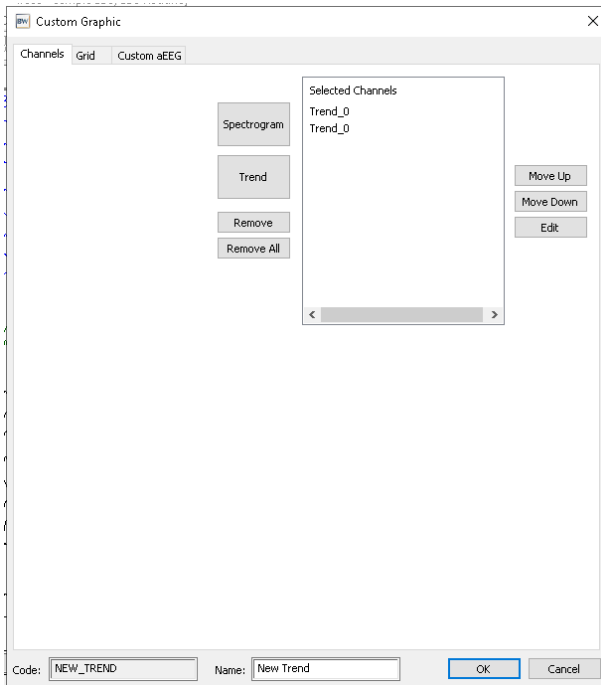 BW Custom Graphic
Channels Grid Custom aEEG
Selected Channels
Trend_0
Trend_0
Spectrogram
Trend
Remove
Remove All
Move Up
Move Down
Edit
Code: NEW_TREND Name: New Trend OK Cancel